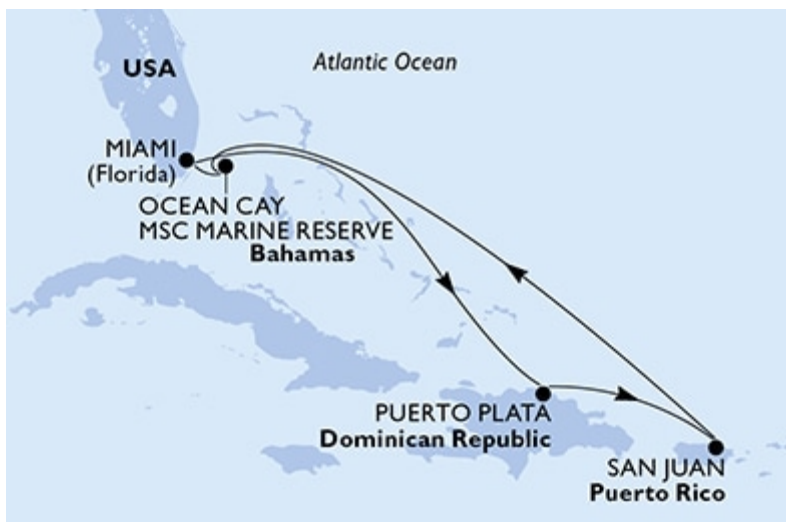 USA
Atlantic Ocean
MIAMI
(Florida)
OCEAN CAY
MSC MARINE RESERVE
Bahamas
PUERTO PLATA
Dominican Republic
SAN JUAN
Puerto Rico